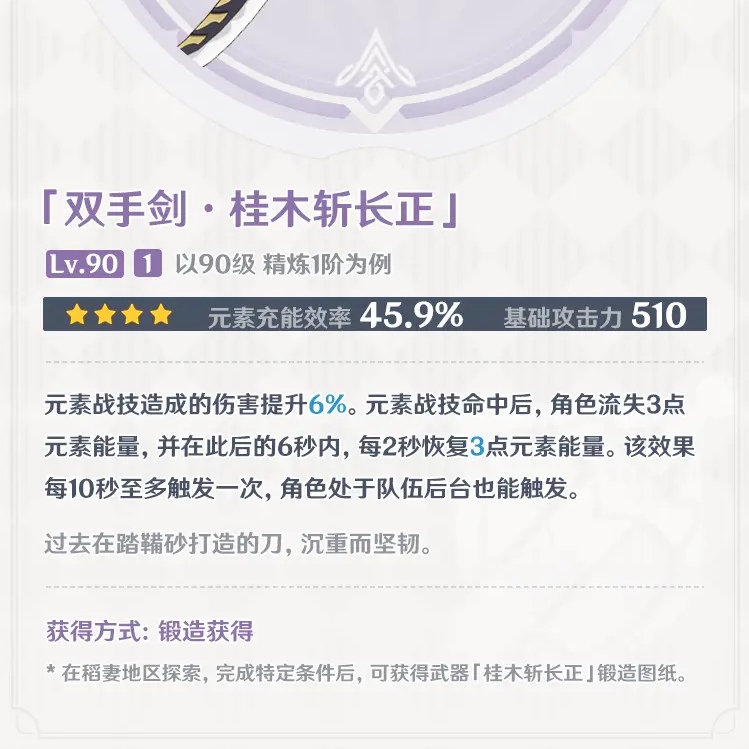 「双手剑·桂木斩长正」
Lv.90 1 以90级 精炼1阶为例
★★★★ 元素充能效率 45.9% 基础攻击力 510
元素战技造成的伤害提升6%。元素战技命中后，角色流失3点
元素能量，并在此后的6秒内，每2秒恢复3点元素能量。该效果
每10秒至多触发一次，角色处于队伍后台也能触发。
过去在踏鞴砂打造的刀，沉重而坚韧。
获得方式：锻造获得
* 在稻妻地区探索，完成特定条件后，可获得武器「桂木斩长正」锻造图纸。